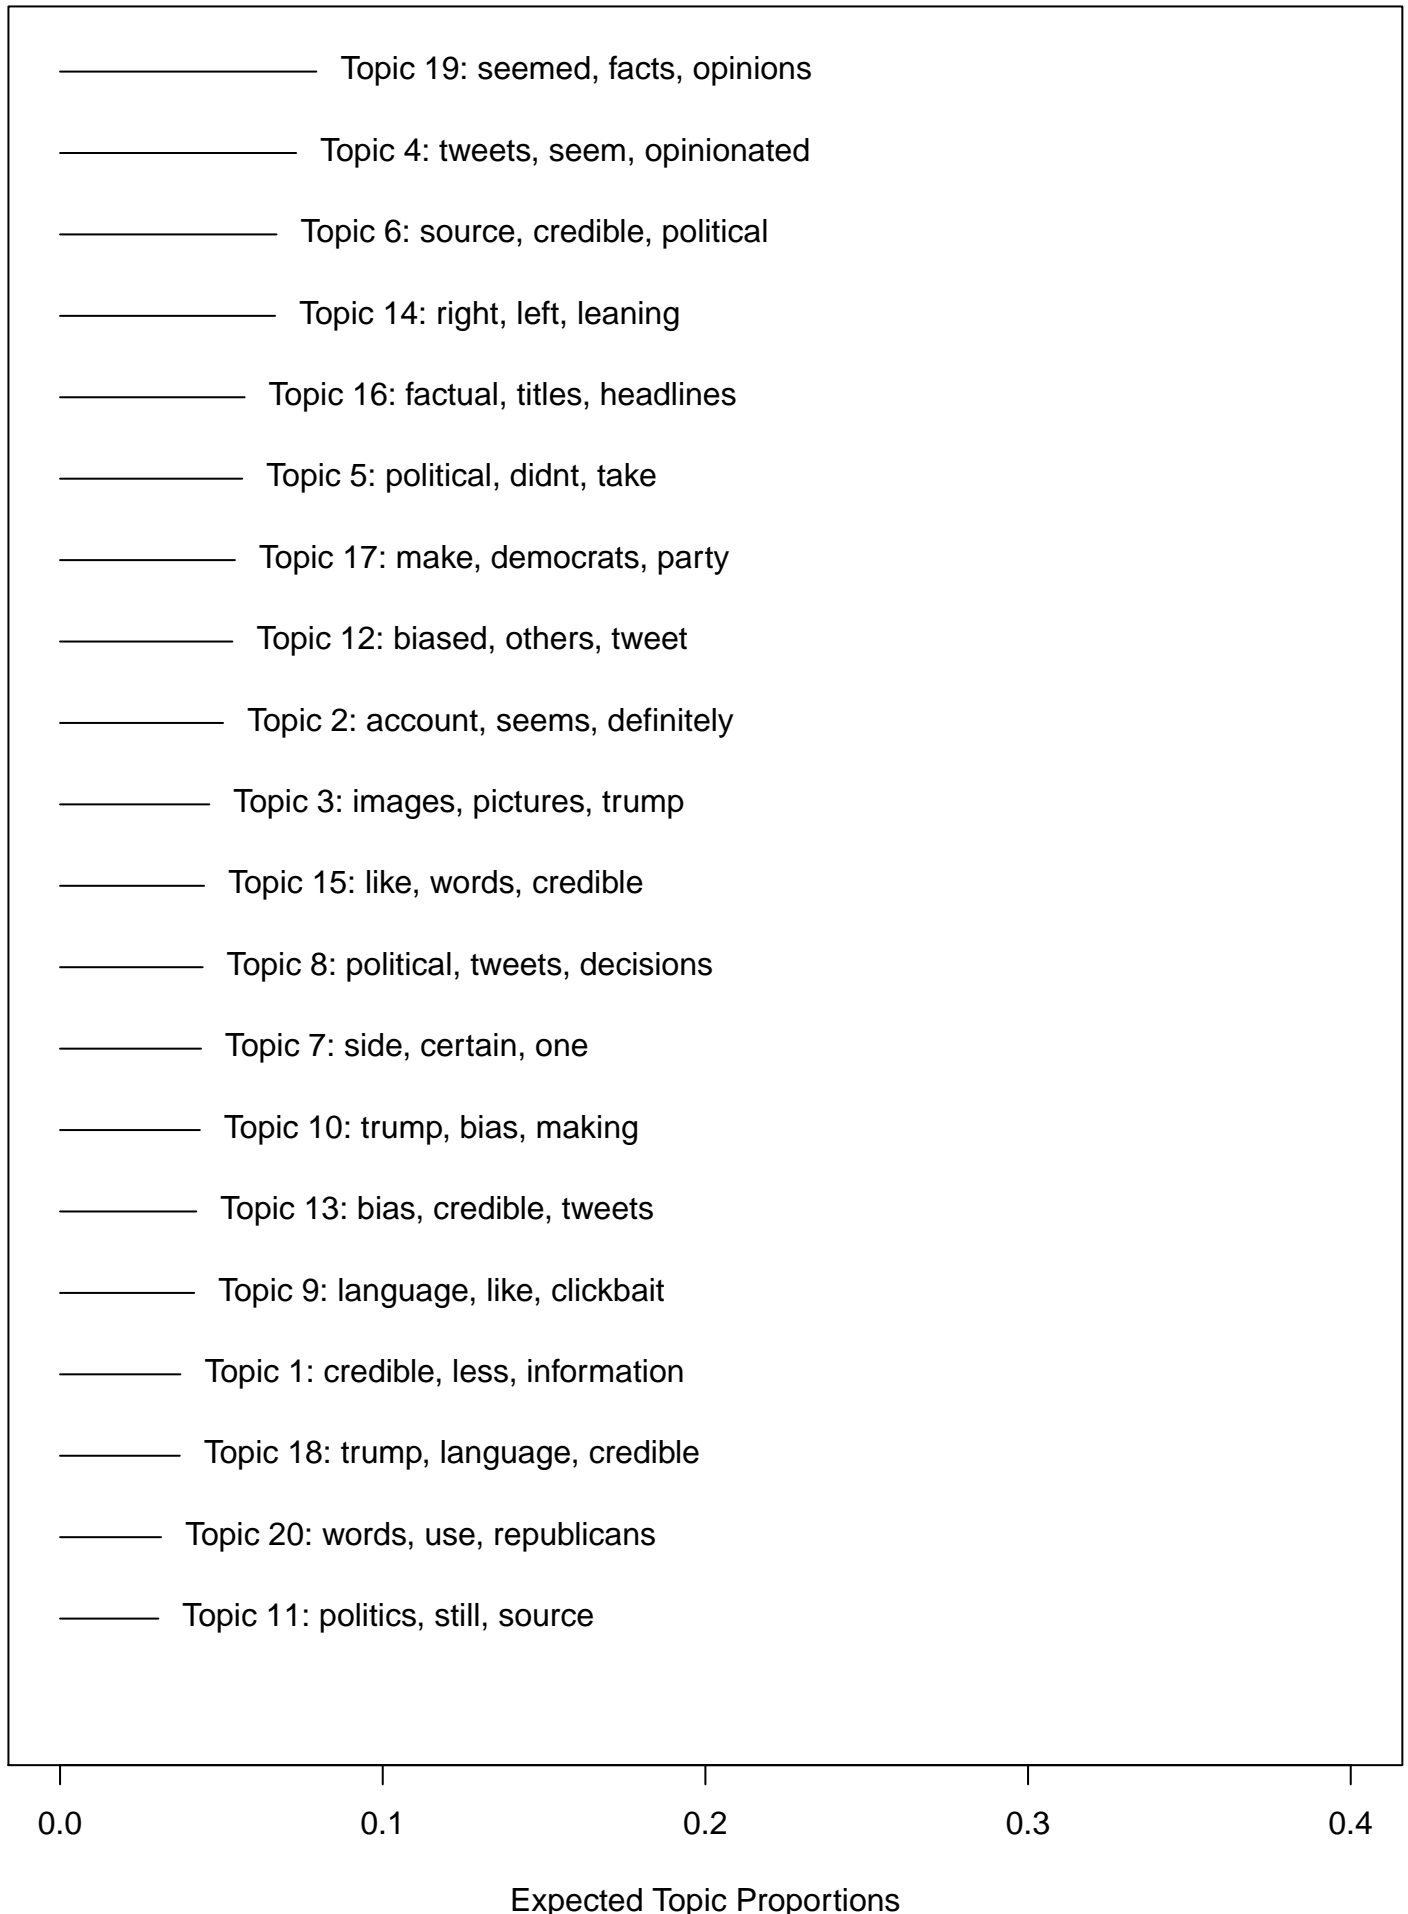 Topic 19: seemed, facts, opinions
Topic 4: tweets, seem, opinionated
Topic 6: source, credible, political
Topic 14: right, left, leaning
Topic 16: factual, titles, headlines
Topic 5: political, didnt, take
Topic 17: make, democrats, party
Topic 12: biased, others, tweet
Topic 2: account, seems, definitely
Topic 3: images, pictures, trump
Topic 15: like, words, credible
Topic 8: political, tweets, decisions
Topic 7: side, certain, one
Topic 10: trump, bias, making
Topic 13: bias, credible, tweets
Topic 9: language, like, clickbait
Topic 1: credible, less, information
Topic 18: trump, language, credible
Topic 20: words, use, republicans
Topic 11: politics, still, source
0.0 0.1 0.2 0.3 0.4
Expected Topic Proportions